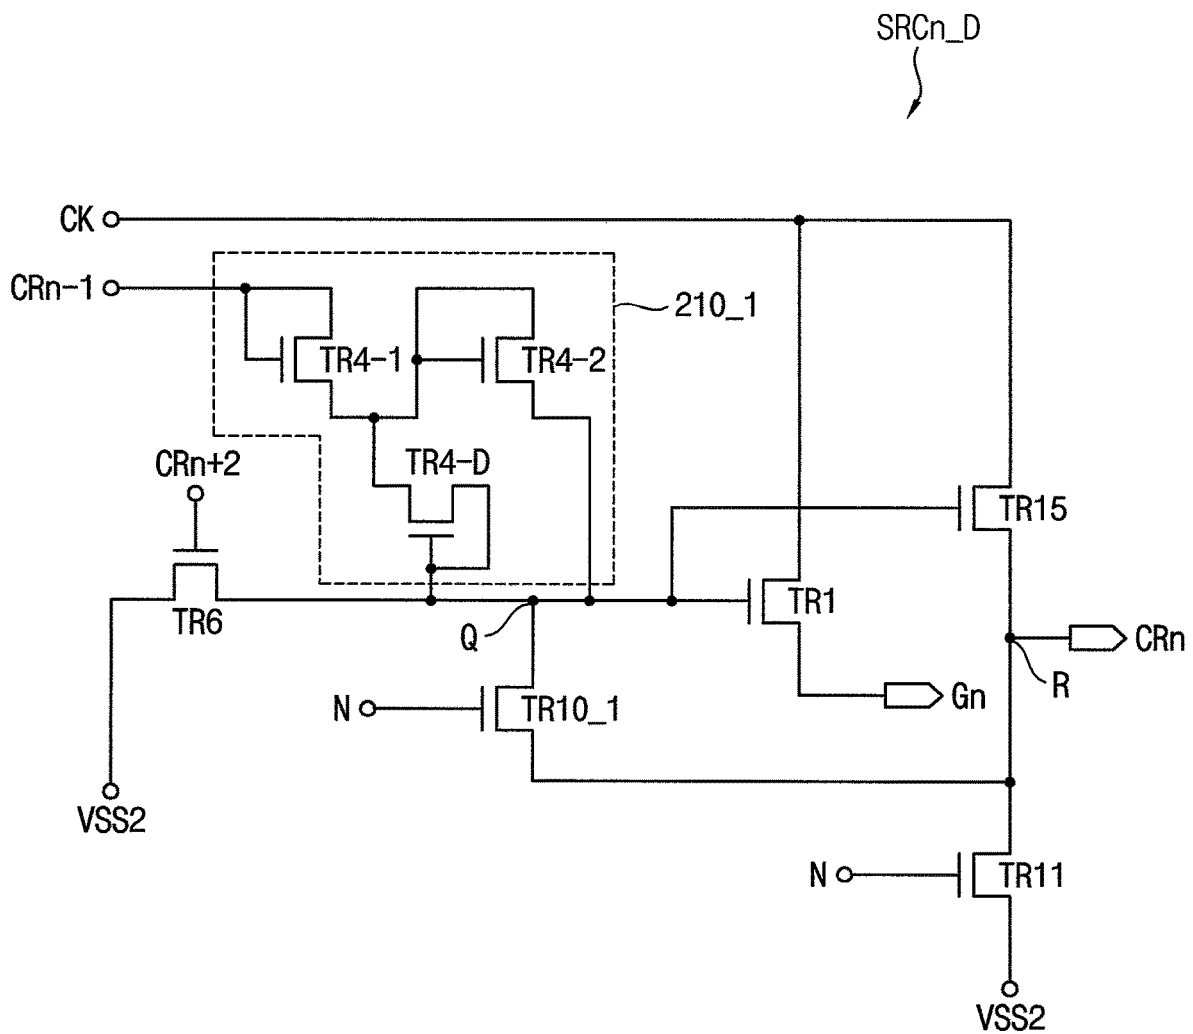 SRCn_D
CK
CRn-1
210_1
TR4-1
TR4-2
CRn+2
TR4-D
TR15
TR6
TR1
Q
CRn
R
N
TR10_1
Gn
VSS2
N
TR11
VSS2